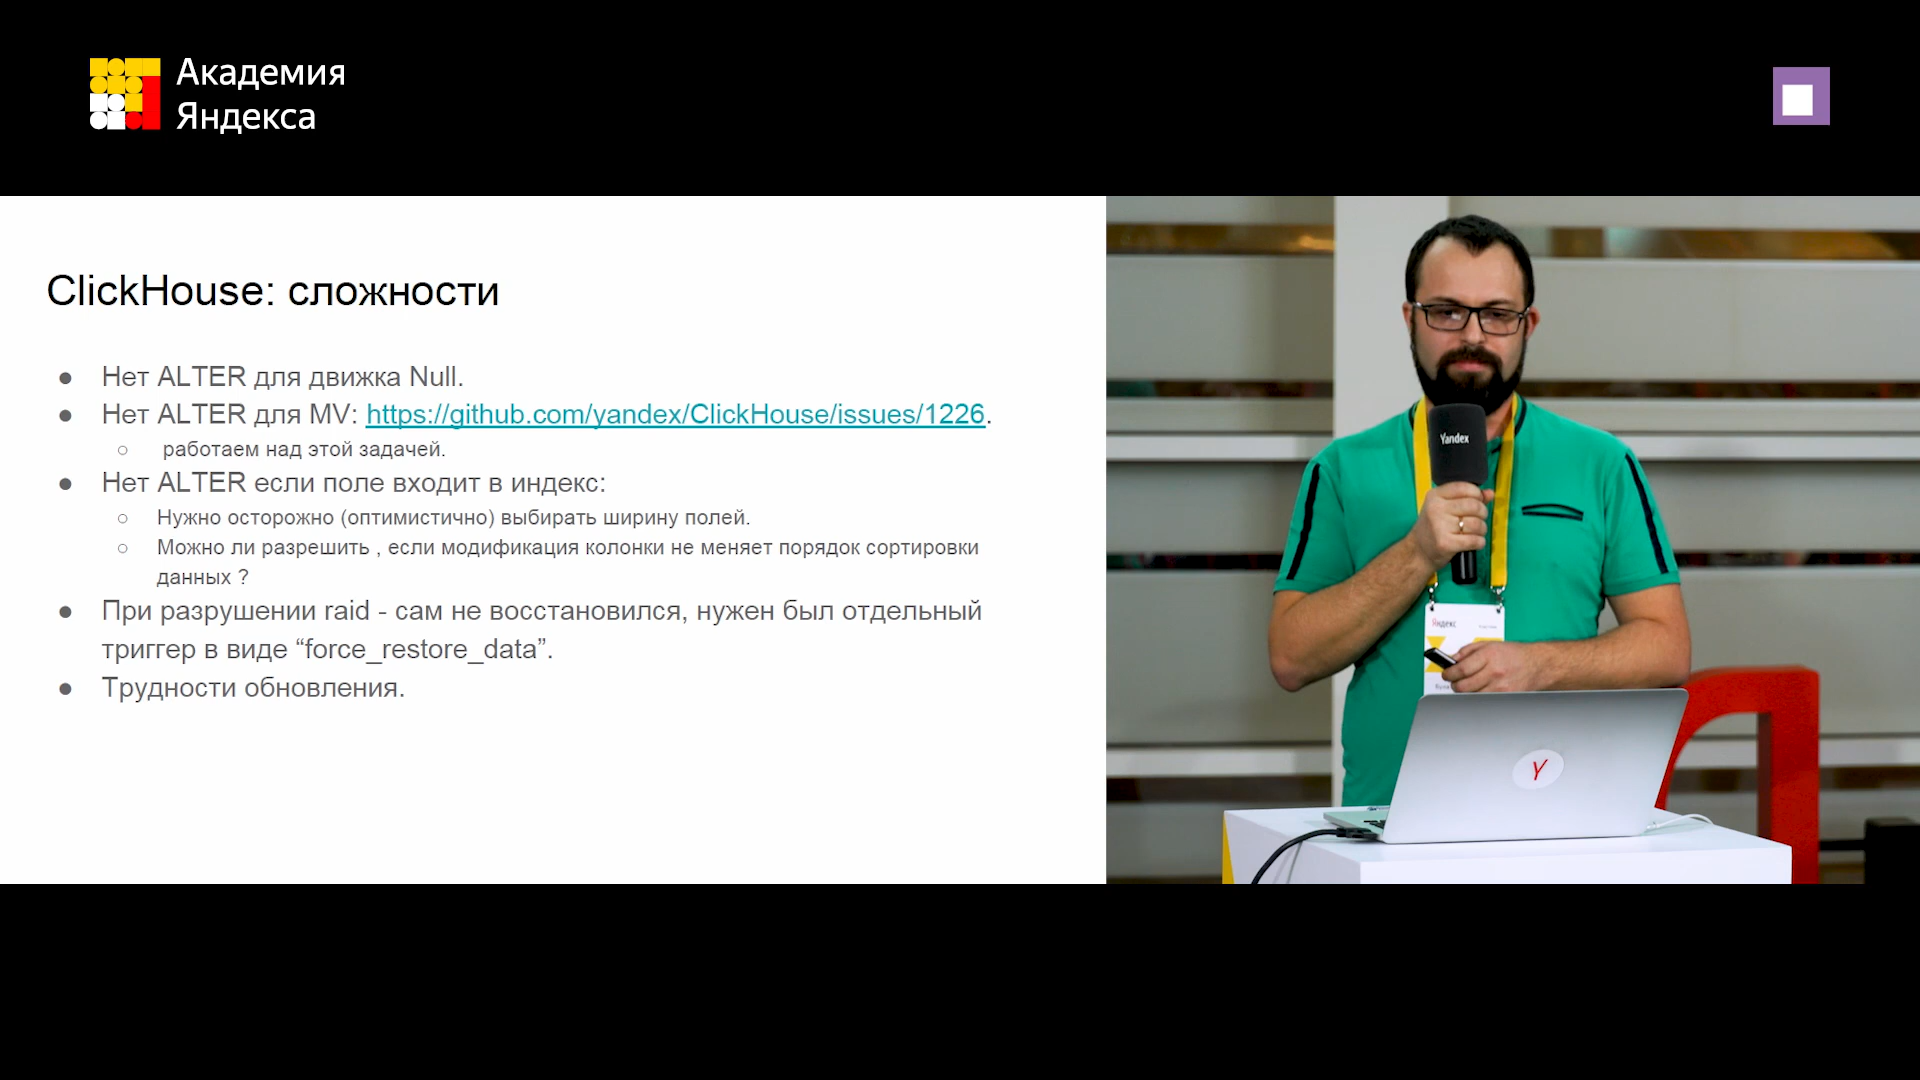 Академия
Яндекса
ClickHouse: сложности
● Нет ALTER для движка Null.
● Нет ALTER для MV: https://github.com/yandex/ClickHouse/issues/1226.
○ работаем над этой задачей.
● Нет ALTER если поле входит в индекс:
○ Нужно осторожно (оптимистично) выбирать ширину полей.
○ Можно ли разрешить , если модификация колонки не меняет порядок сортировки
данных ?
● При разрушении raid - сам не восстановился, нужен был отдельный
триггер в виде “force_restore_data”.
● Трудности обновления.
Yandex
Яндекс